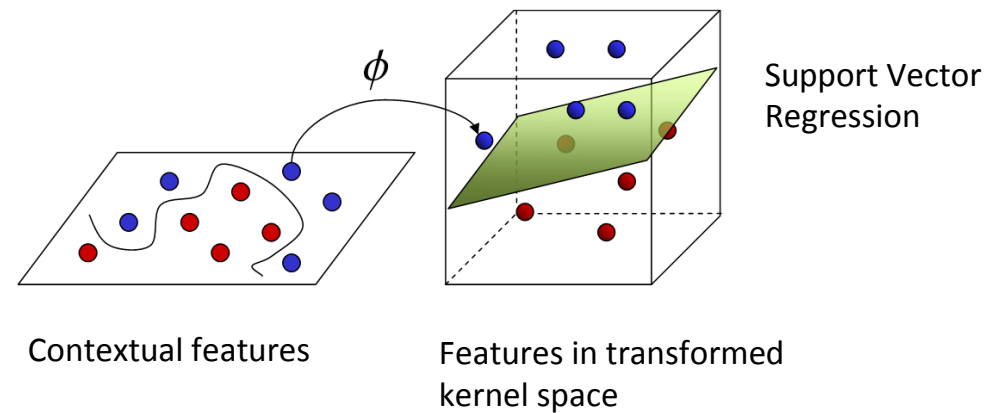 ϕ
Support Vector
Regression
Contextual features
Features in transformed
kernel space